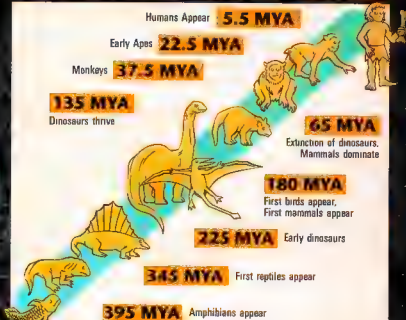 Humans Appear 5.5 MYA
Early Apes 22.5 MYA
Monkeys 37.5 MYA
135 MYA
Dinosaurs thrive
65 MYA
Extinction of dinosaurs,
Mammals dominate
180 MYA
First birds appear,
First mammals appear
225 MYA Early dinosaurs
345 MYA First reptiles appear
395 MYA Amphibians appear